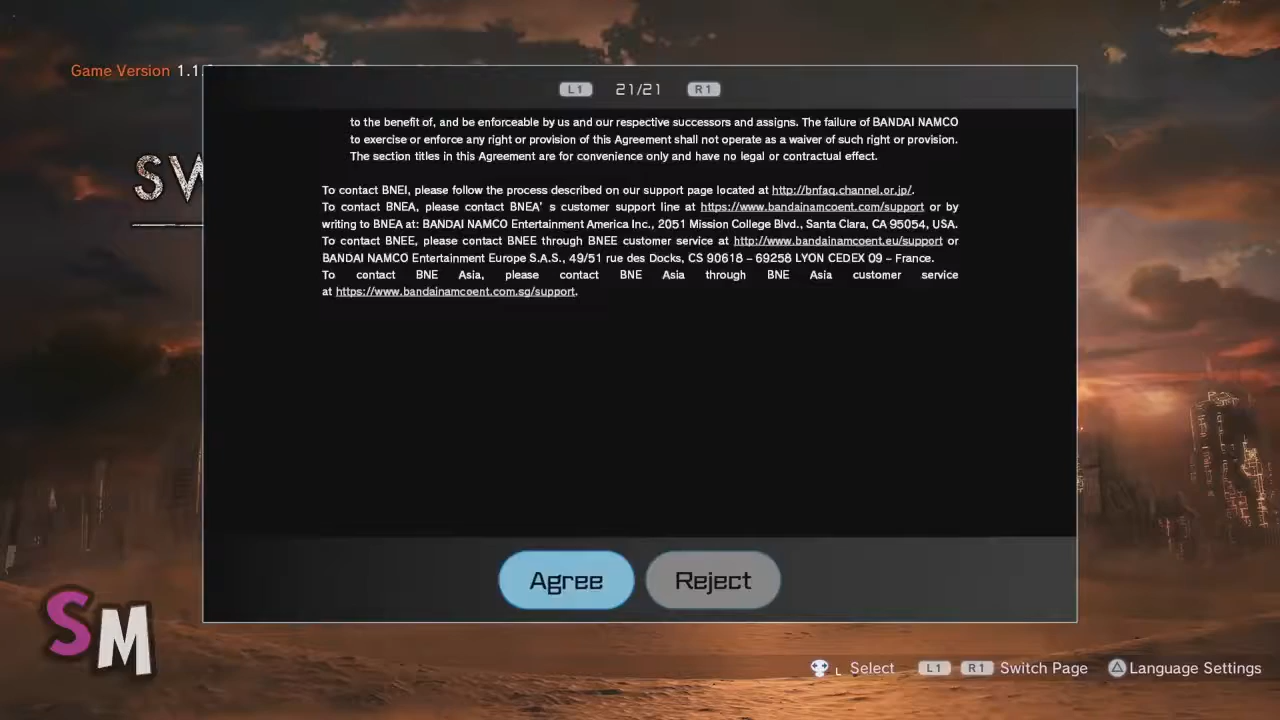 Game Version 1.1.
L1 21/21 R1
to the benefit of, and be enforceable by us and our respective successors and assigns. The failure of BANDAI NAMCO
to exercise or enforce any right or provision of this Agreement shall not operate as a waiver of such right or provision.
The section titles in this Agreement are for convenience only and have no legal or contractual effect.
SW
To contact BNEI, please follow the process described on our support page located at http://bnfaq.channel.or.jp/.
To contact BNEA, please contact BNEA's customer support line at https://www.bandainamcoent.com/support or by
writing to BNEA at: BANDAI NAMCO Entertainment America Inc., 2051 Mission College Blvd., Santa Clara, CA 95054, USA.
To contact BNEE, please contact BNEE through BNEE customer service at http://www.bandainamcoent.eu/support or
BANDAI NAMCO Entertainment Europe S.A.S., 49/51 rue des Docks, CS 90618 – 69258 LYON CEDEX 09 – France.
To contact BNE Asia, please contact BNE Asia through BNE Asia customer service
at https://www.bandainamcoent.com.sg/support.
Agree Reject
SM
L Select L1 R1 Switch Page Language Settings